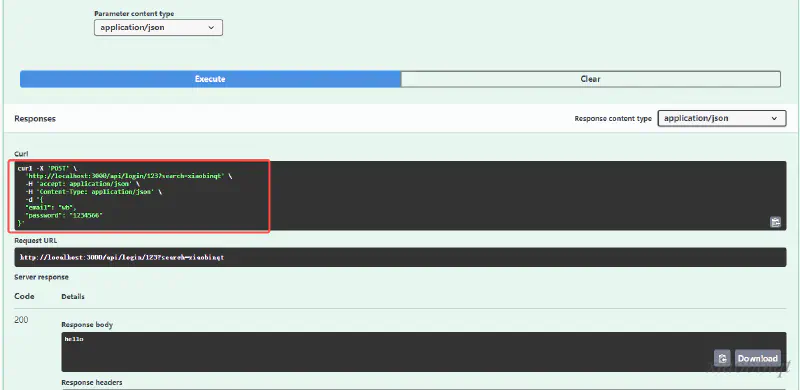 Parameter content type
application/json
Execute
Clear
Responses
Response content type
application/json
Curl
curl -X 'POST' \
'http://localhost:3000/api/login/123?search=xiaobinqt' \
-H 'accept: application/json' \
-H 'Content-Type: application/json' \
-d '{
"email": "wb",
"password": "1234566"
}'
Request URL
http://localhost:3000/api/login/123?search=xiaobinqt
Server response
Code
Details
200
Response body
hello
Download
Response headers